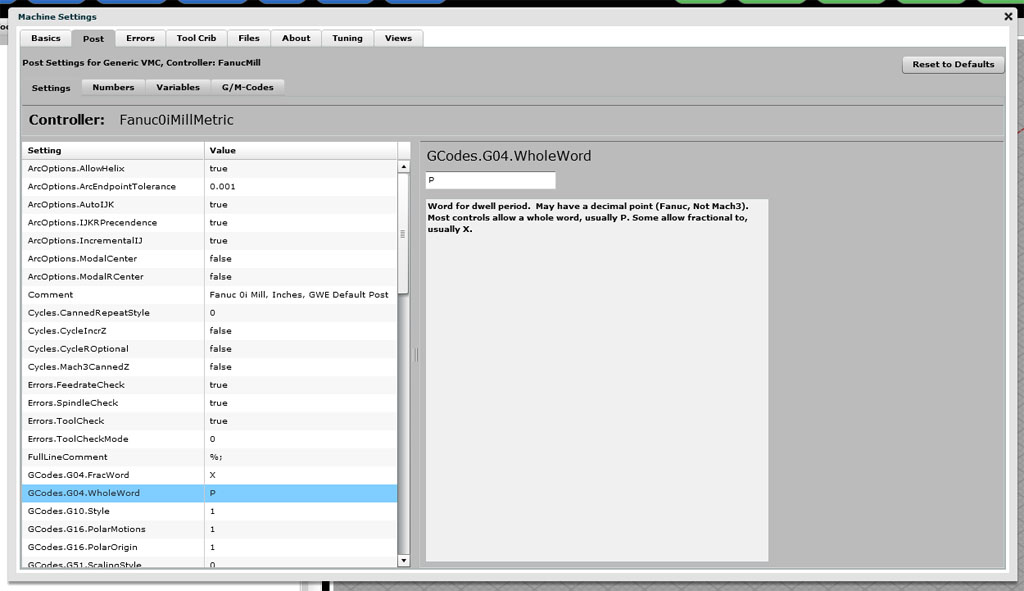 Machine Settings
Basics Post Errors Tool Crib Files About Tuning Views
Post Settings for Generic VMC, Controller: FanucMill
Reset to Defaults
Settings Numbers Variables G/M-Codes
Controller: Fanuc0iMillMetric
Setting Value
ArcOptions.AllowHelix true
ArcOptions.ArcEndpointTolerance 0.001
ArcOptions.AutoIJK true
ArcOptions.IJKRPrecendence true
ArcOptions.IncrementalIJ true
ArcOptions.ModalCenter false
ArcOptions.ModalRCenter false
Comment Fanuc 0i Mill, Inches, GWE Default Post
Cycles.CannedRepeatStyle 0
Cycles.CycleIncrZ false
Cycles.CycleROptional false
Cycles.Mach3CannedZ false
Errors.FeedrateCheck true
Errors.SpindleCheck true
Errors.ToolCheck true
Errors.ToolCheckMode 0
FullLineComment %;
GCodes.G04.FracWord X
GCodes.G04.WholeWord P
GCodes.G10.Style 1
GCodes.G16.PolarMotions 1
GCodes.G16.PolarOrigin 1
GCodes.G51.ScalingStyle 0
GCodes.G04.WholeWord
P
Word for dwell period. May have a decimal point (Fanuc, Not Mach3).
Most controls allow a whole word, usually P. Some allow fractional to,
usually X.